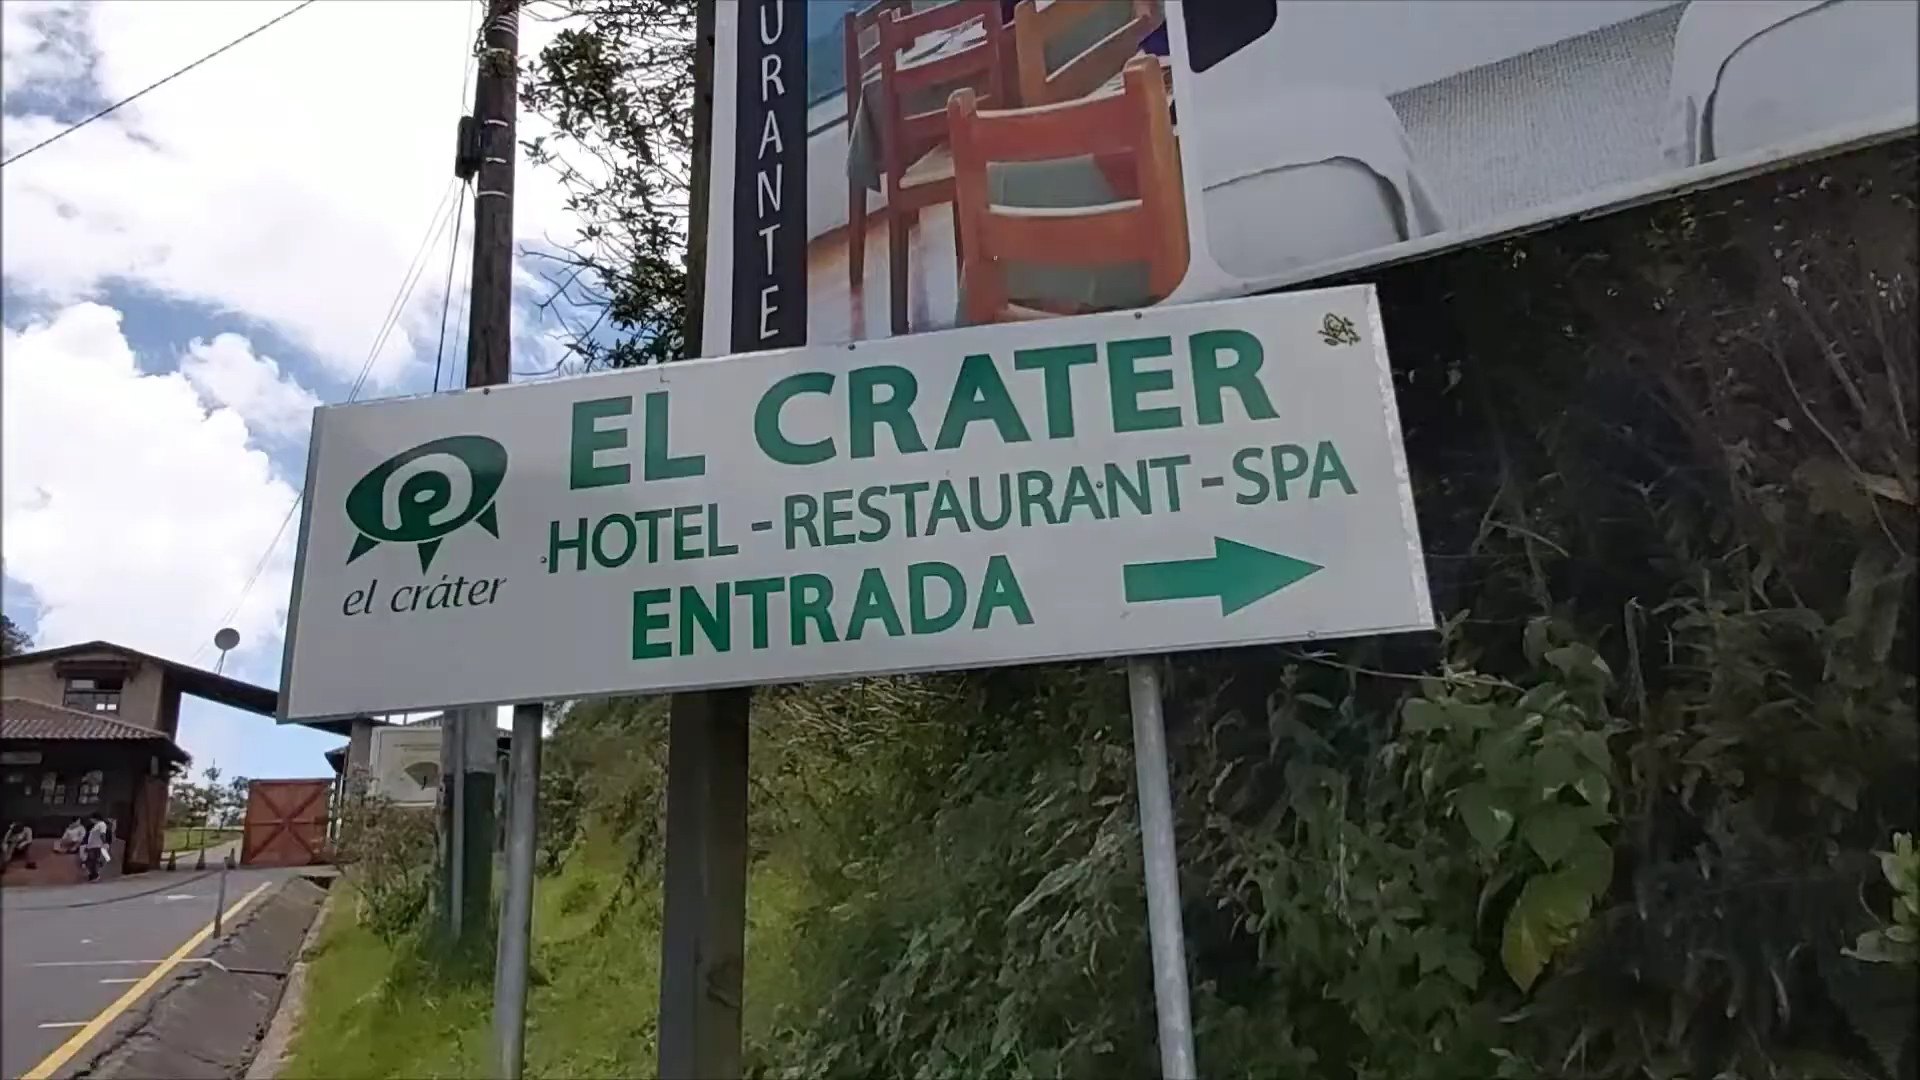 URANTE
EL CRATER
HOTEL - RESTAURANT - SPA
ENTRADA
el cráter